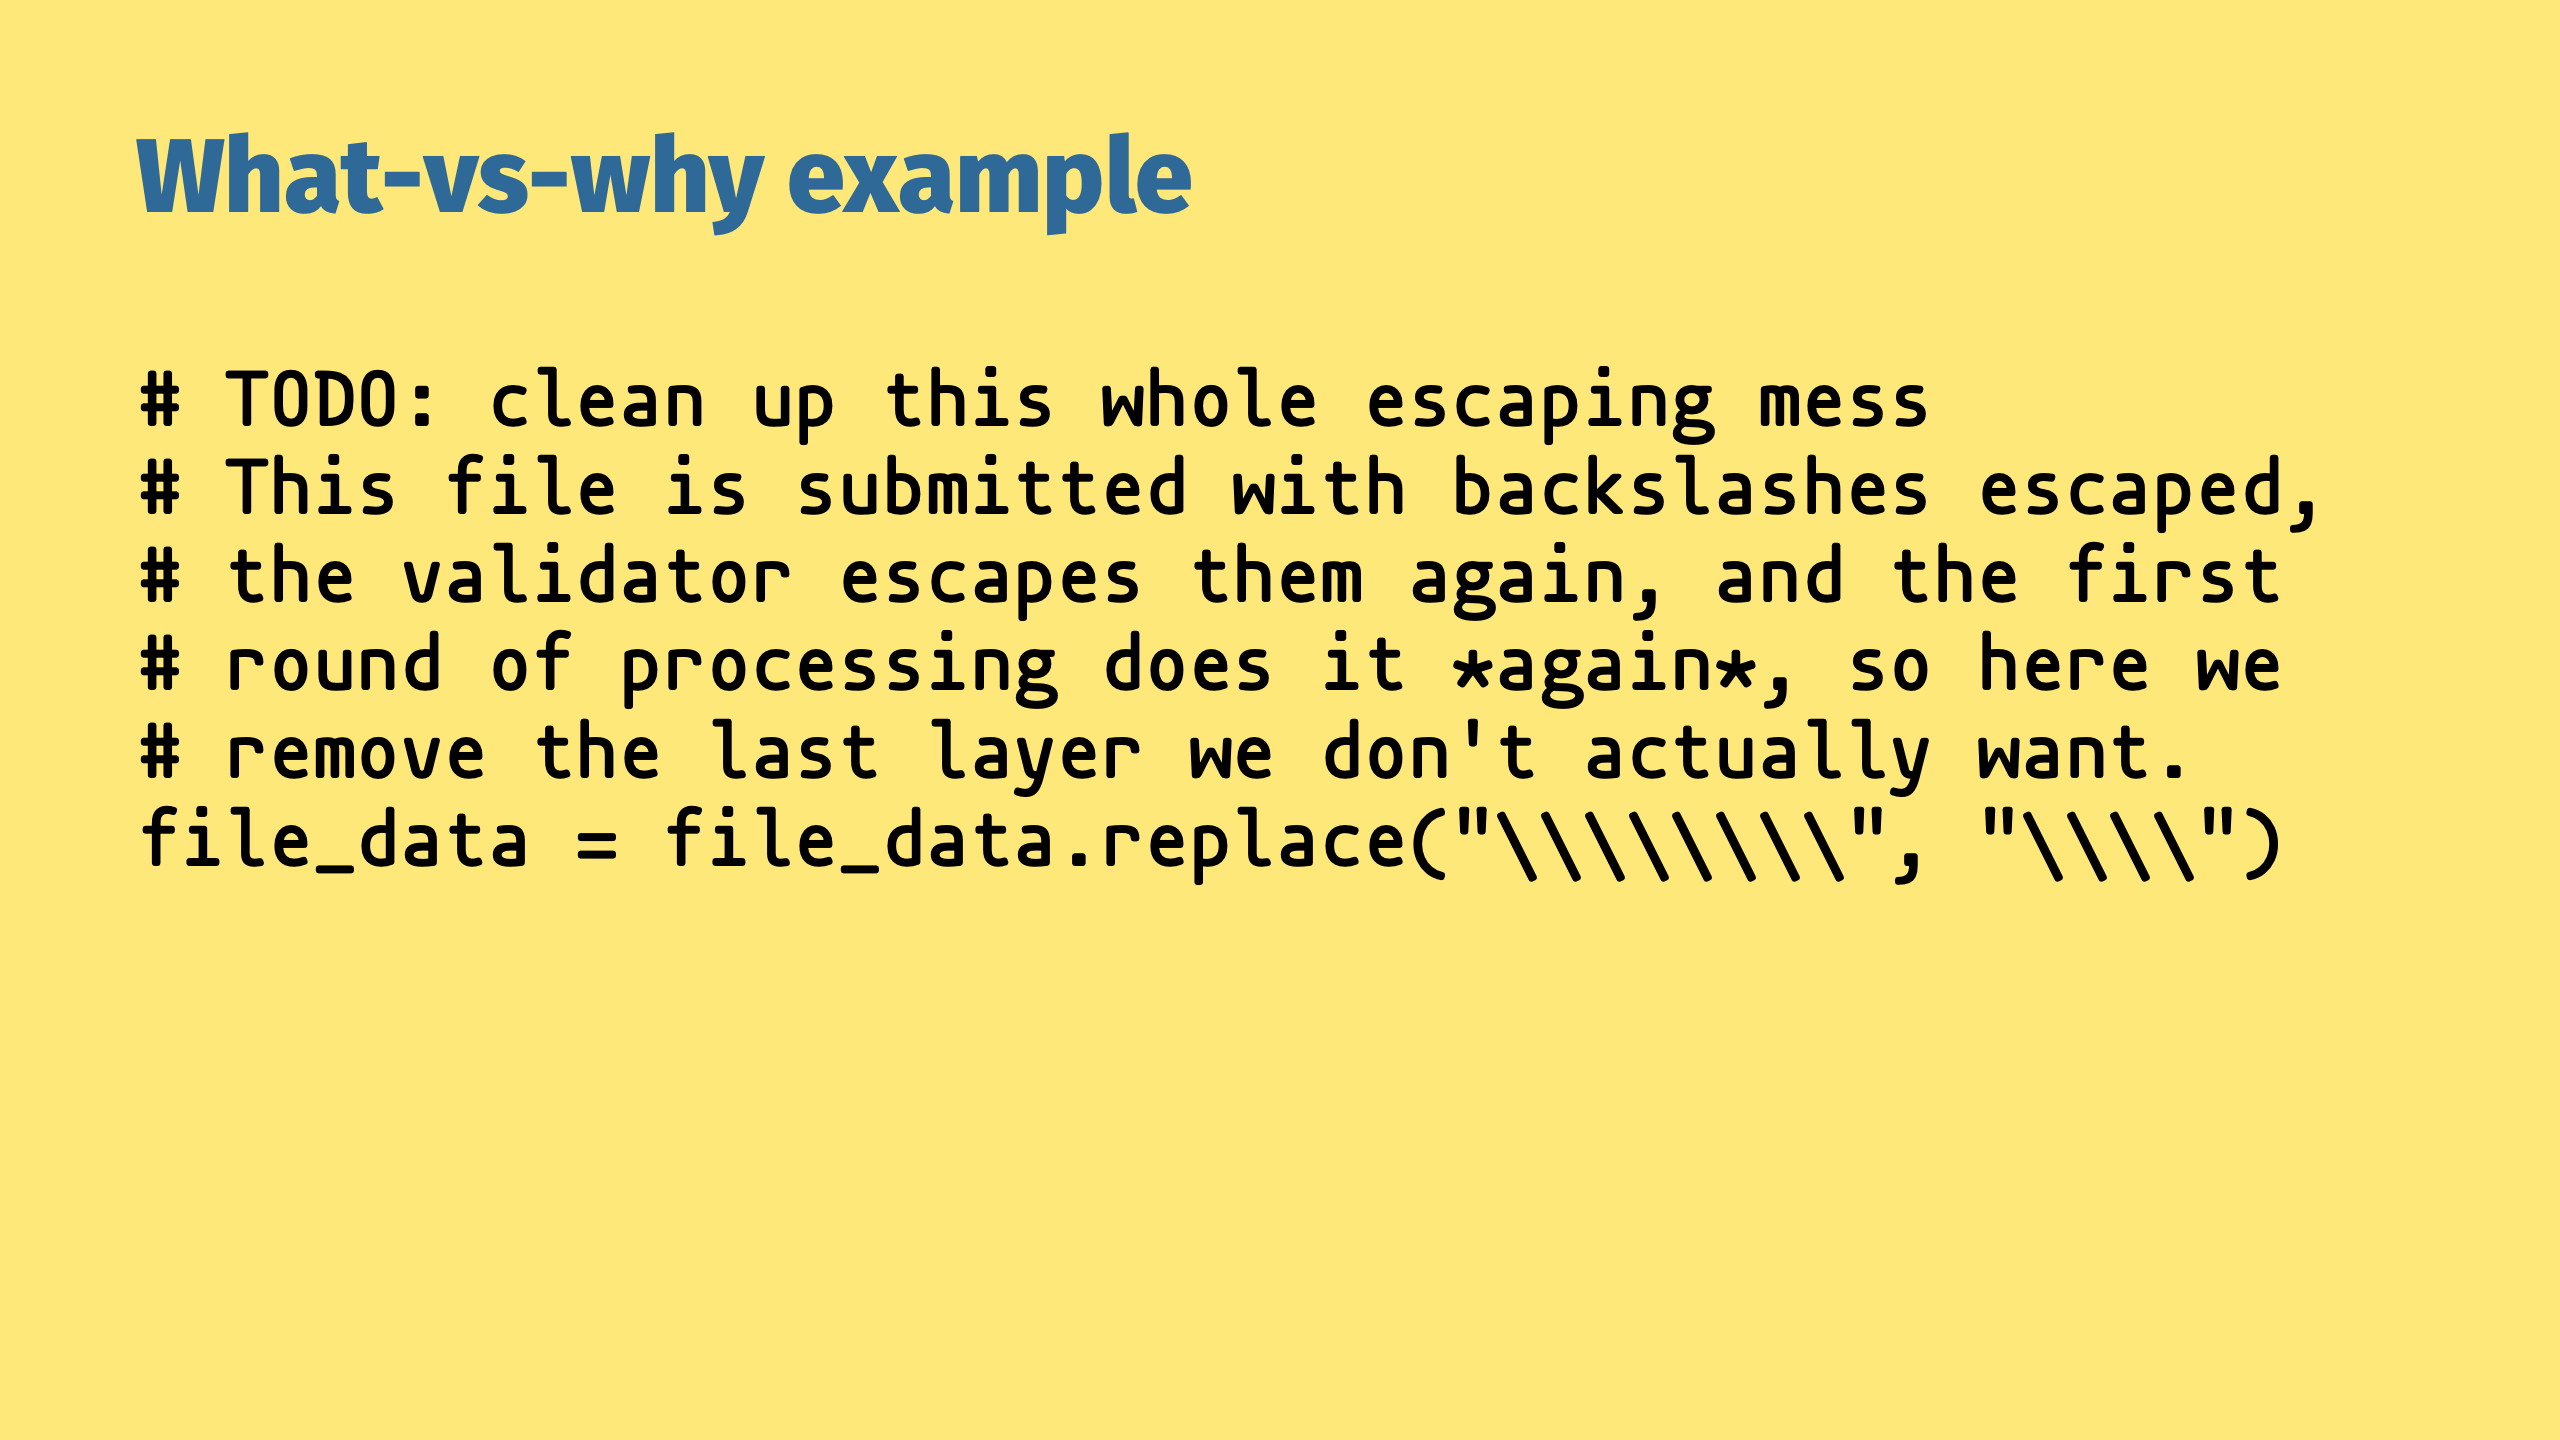 What-vs-why example
# TODO: clean up this whole escaping mess
# This file is submitted with backslashes escaped,
# the validator escapes them again, and the first
# round of processing does it *again*, so here we
# remove the last layer we don't actually want.
file_data = file_data.replace("\\\\\\\\", "\\\\")